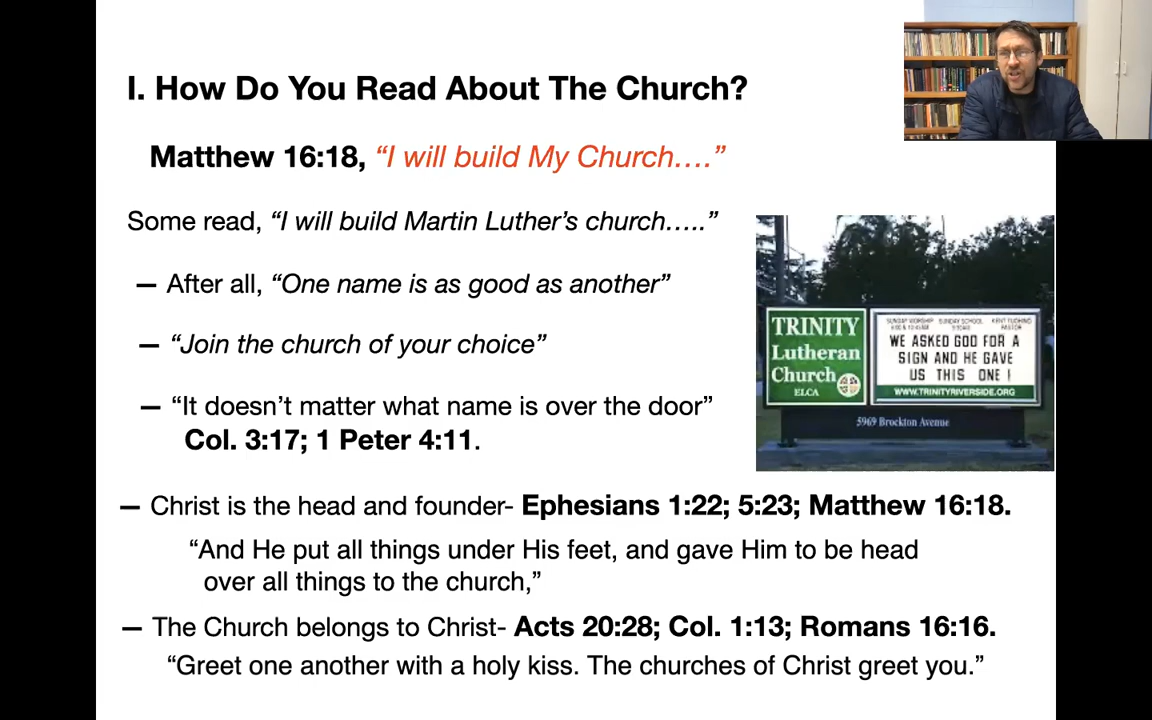 I. How Do You Read About The Church?
Matthew 16:18, “I will build My Church….”
Some read, “I will build Martin Luther’s church…..”
— After all, “One name is as good as another”
— “Join the church of your choice”
— “It doesn’t matter what name is over the door”
Col. 3:17; 1 Peter 4:11.
TRINITY
Lutheran
Church
ELCA
SUNDAY WORSHIP SUNDAY SCHOOL
PASTOR
WE ASKED GOD FOR A
SIGN AND HE GAVE
US THIS ONE !
WWW.TRINITYRIVERSIDE.ORG
5969 Brockton Avenue
— Christ is the head and founder- Ephesians 1:22; 5:23; Matthew 16:18.
“And He put all things under His feet, and gave Him to be head
over all things to the church,”
— The Church belongs to Christ- Acts 20:28; Col. 1:13; Romans 16:16.
“Greet one another with a holy kiss. The churches of Christ greet you.”